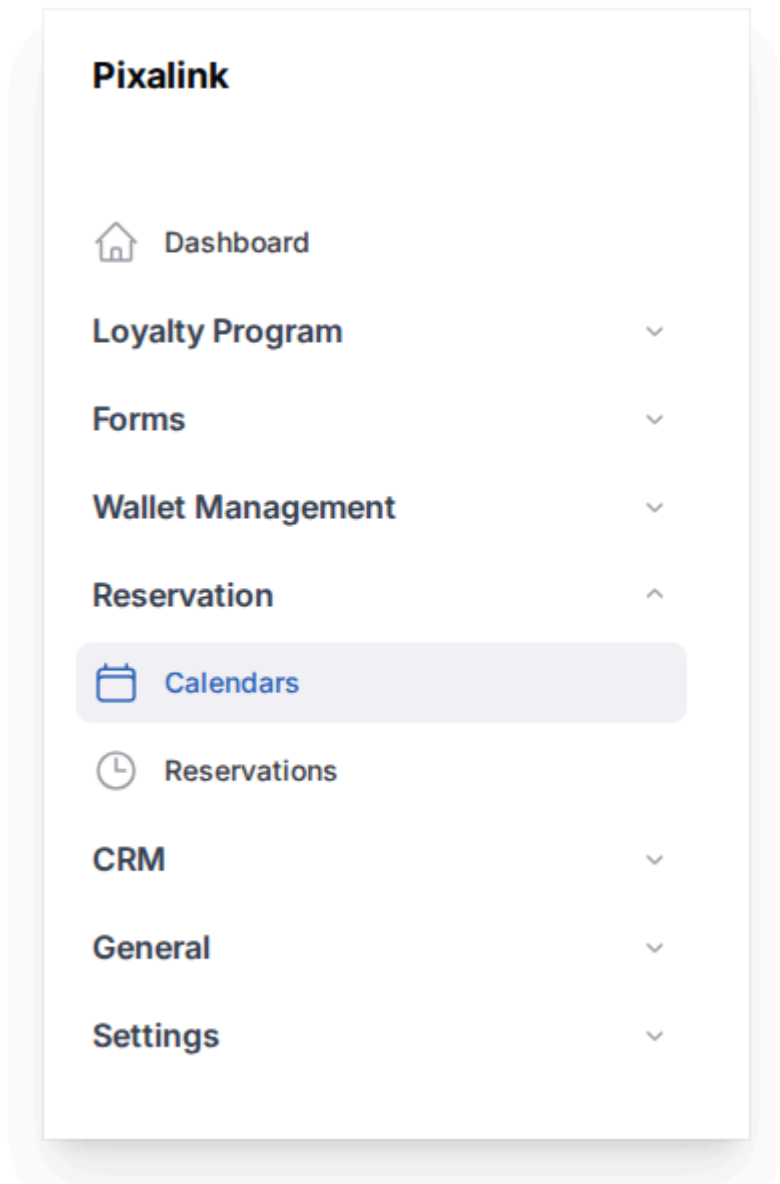 Pixalink
Dashboard
Loyalty Program
Forms
Wallet Management
Reservation
Calendars
Reservations
CRM
General
Settings